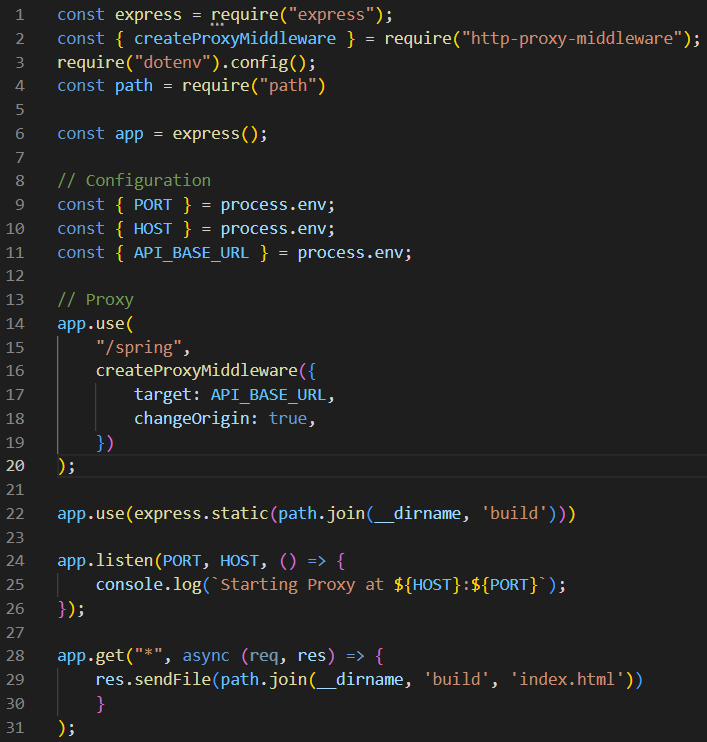 1 const express = require("express");
2 const { createProxyMiddleware } = require("http-proxy-middleware");
3 require("dotenv").config();
4 const path = require("path")
5
6 const app = express();
7
8 // Configuration
9 const { PORT } = process.env;
10 const { HOST } = process.env;
11 const { API_BASE_URL } = process.env;
12
13 // Proxy
14 app.use(
15     "/spring",
16     createProxyMiddleware({
17         target: API_BASE_URL,
18         changeOrigin: true,
19     })
20 );
21
22 app.use(express.static(path.join(__dirname, 'build')))
23
24 app.listen(PORT, HOST, () => {
25     console.log(`Starting Proxy at ${HOST}:${PORT}`);
26 });
27
28 app.get("*", async (req, res) => {
29     res.sendFile(path.join(__dirname, 'build', 'index.html'))
30     }
31 );